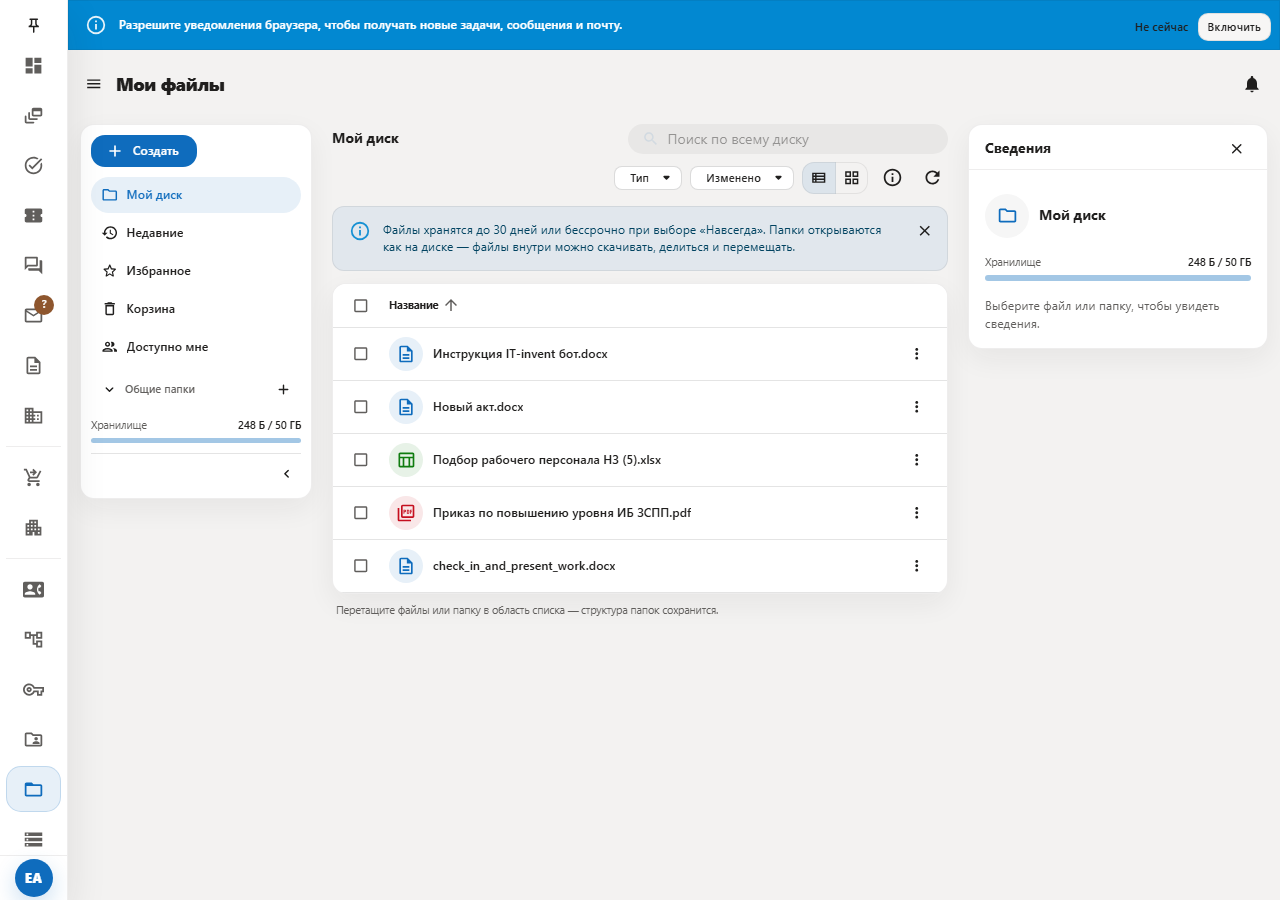 Разрешите уведомления браузера, чтобы получать новые задачи, сообщения и почту.
Не сейчас
Включить
Мои файлы
Создать
Мой диск
Недавние
Избранное
Корзина
Доступно мне
Общие папки
Хранилище
248 Б / 50 ГБ
?
EA
Мой диск
Поиск по всему диску
Тип
Изменено
Файлы хранятся до 30 дней или бессрочно при выборе «Навсегда». Папки открываются
как на диске — файлы внутри можно скачивать, делиться и перемещать.
Название
Инструкция IT-invent бот.docx
Новый акт.docx
Подбор рабочего персонала НЗ (5).xlsx
PDF
Приказ по повышению уровня ИБ ЗСПП.pdf
check_in_and_present_work.docx
Перетащите файлы или папку в область списка — структура папок сохранится.
Сведения
Мой диск
Хранилище
248 Б / 50 ГБ
Выберите файл или папку, чтобы увидеть
сведения.